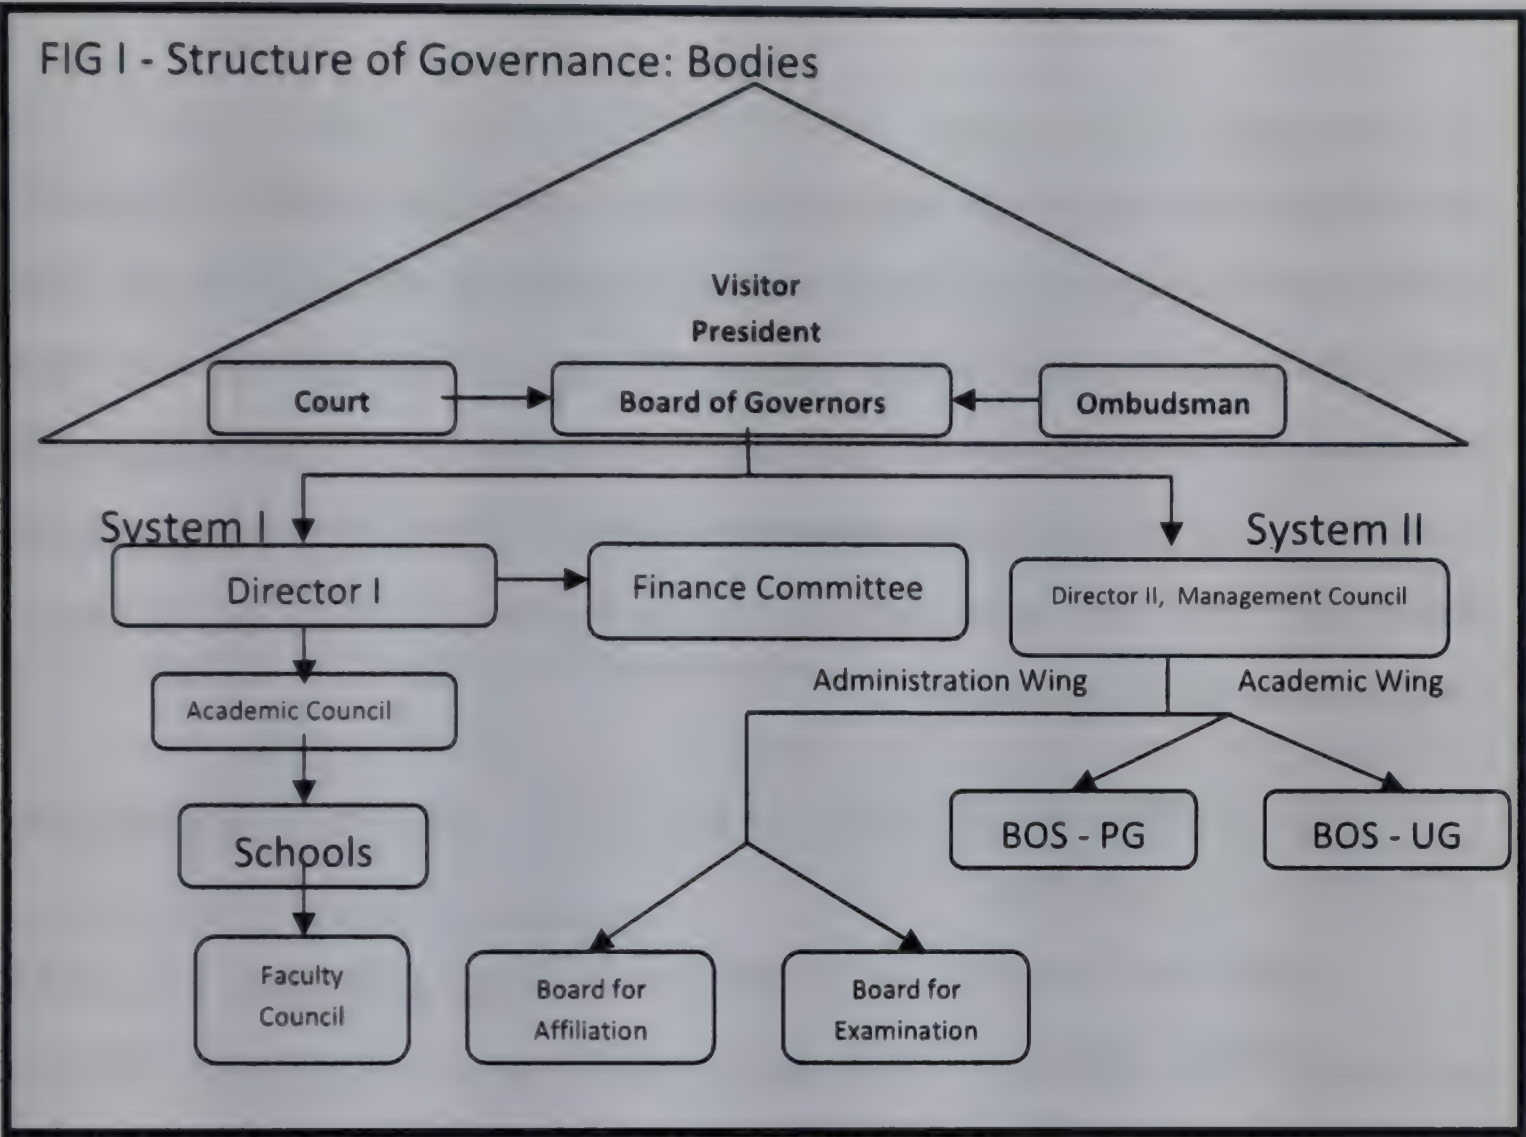 FIG I - Structure of Governance: Bodies
Visitor
President
Court
Board of Governors
Ombudsman
System I
System II
Director I
Finance Committee
Director II, Management Council
Administration Wing
Academic Wing
Academic Council
BOS - PG
BOS - UG
Schools
Faculty
Council
Board for
Affiliation
Board for
Examination